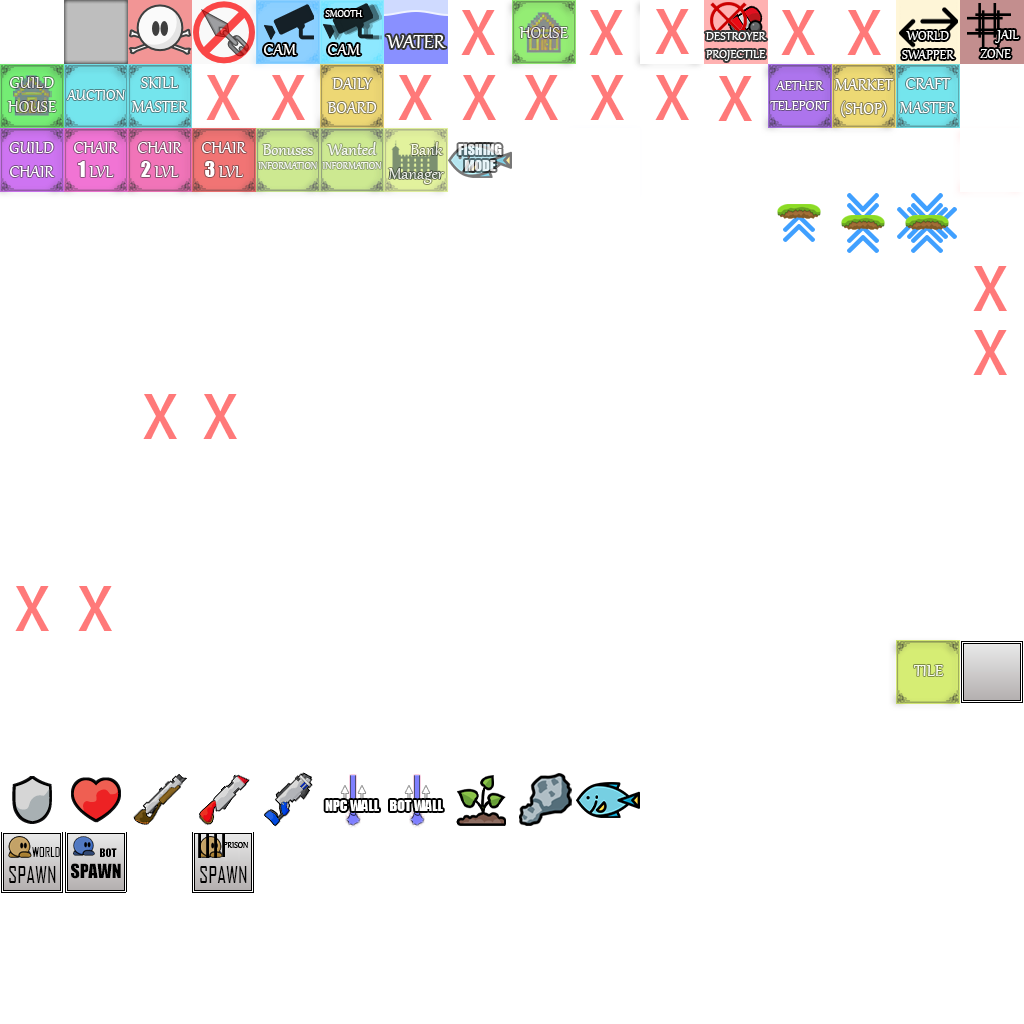 CAM
SMOOTH
CAM
WATER
X
HOUSE
X
X
DESTROYER
PROJECTILE
X
X
WORLD
SWAPPER
JAIL
ZONE
GUILD
HOUSE
AUCTION
SKILL
MASTER
X
X
DAILY
BOARD
X
X
X
X
X
X
AETHER
TELEPORT
MARKET
(SHOP)
CRAFT
MASTER
GUILD
CHAIR
CHAIR
1 LVL
CHAIR
2 LVL
CHAIR
3 LVL
Bonuses
INFORMATION
Wanted
INFORMATION
Bank
Manager
FISHING
MODE
X
X
X
X
X
X
TILE
NPC WALL
BOT WALL
WORLD
SPAWN
BOT
SPAWN
PRISON
SPAWN